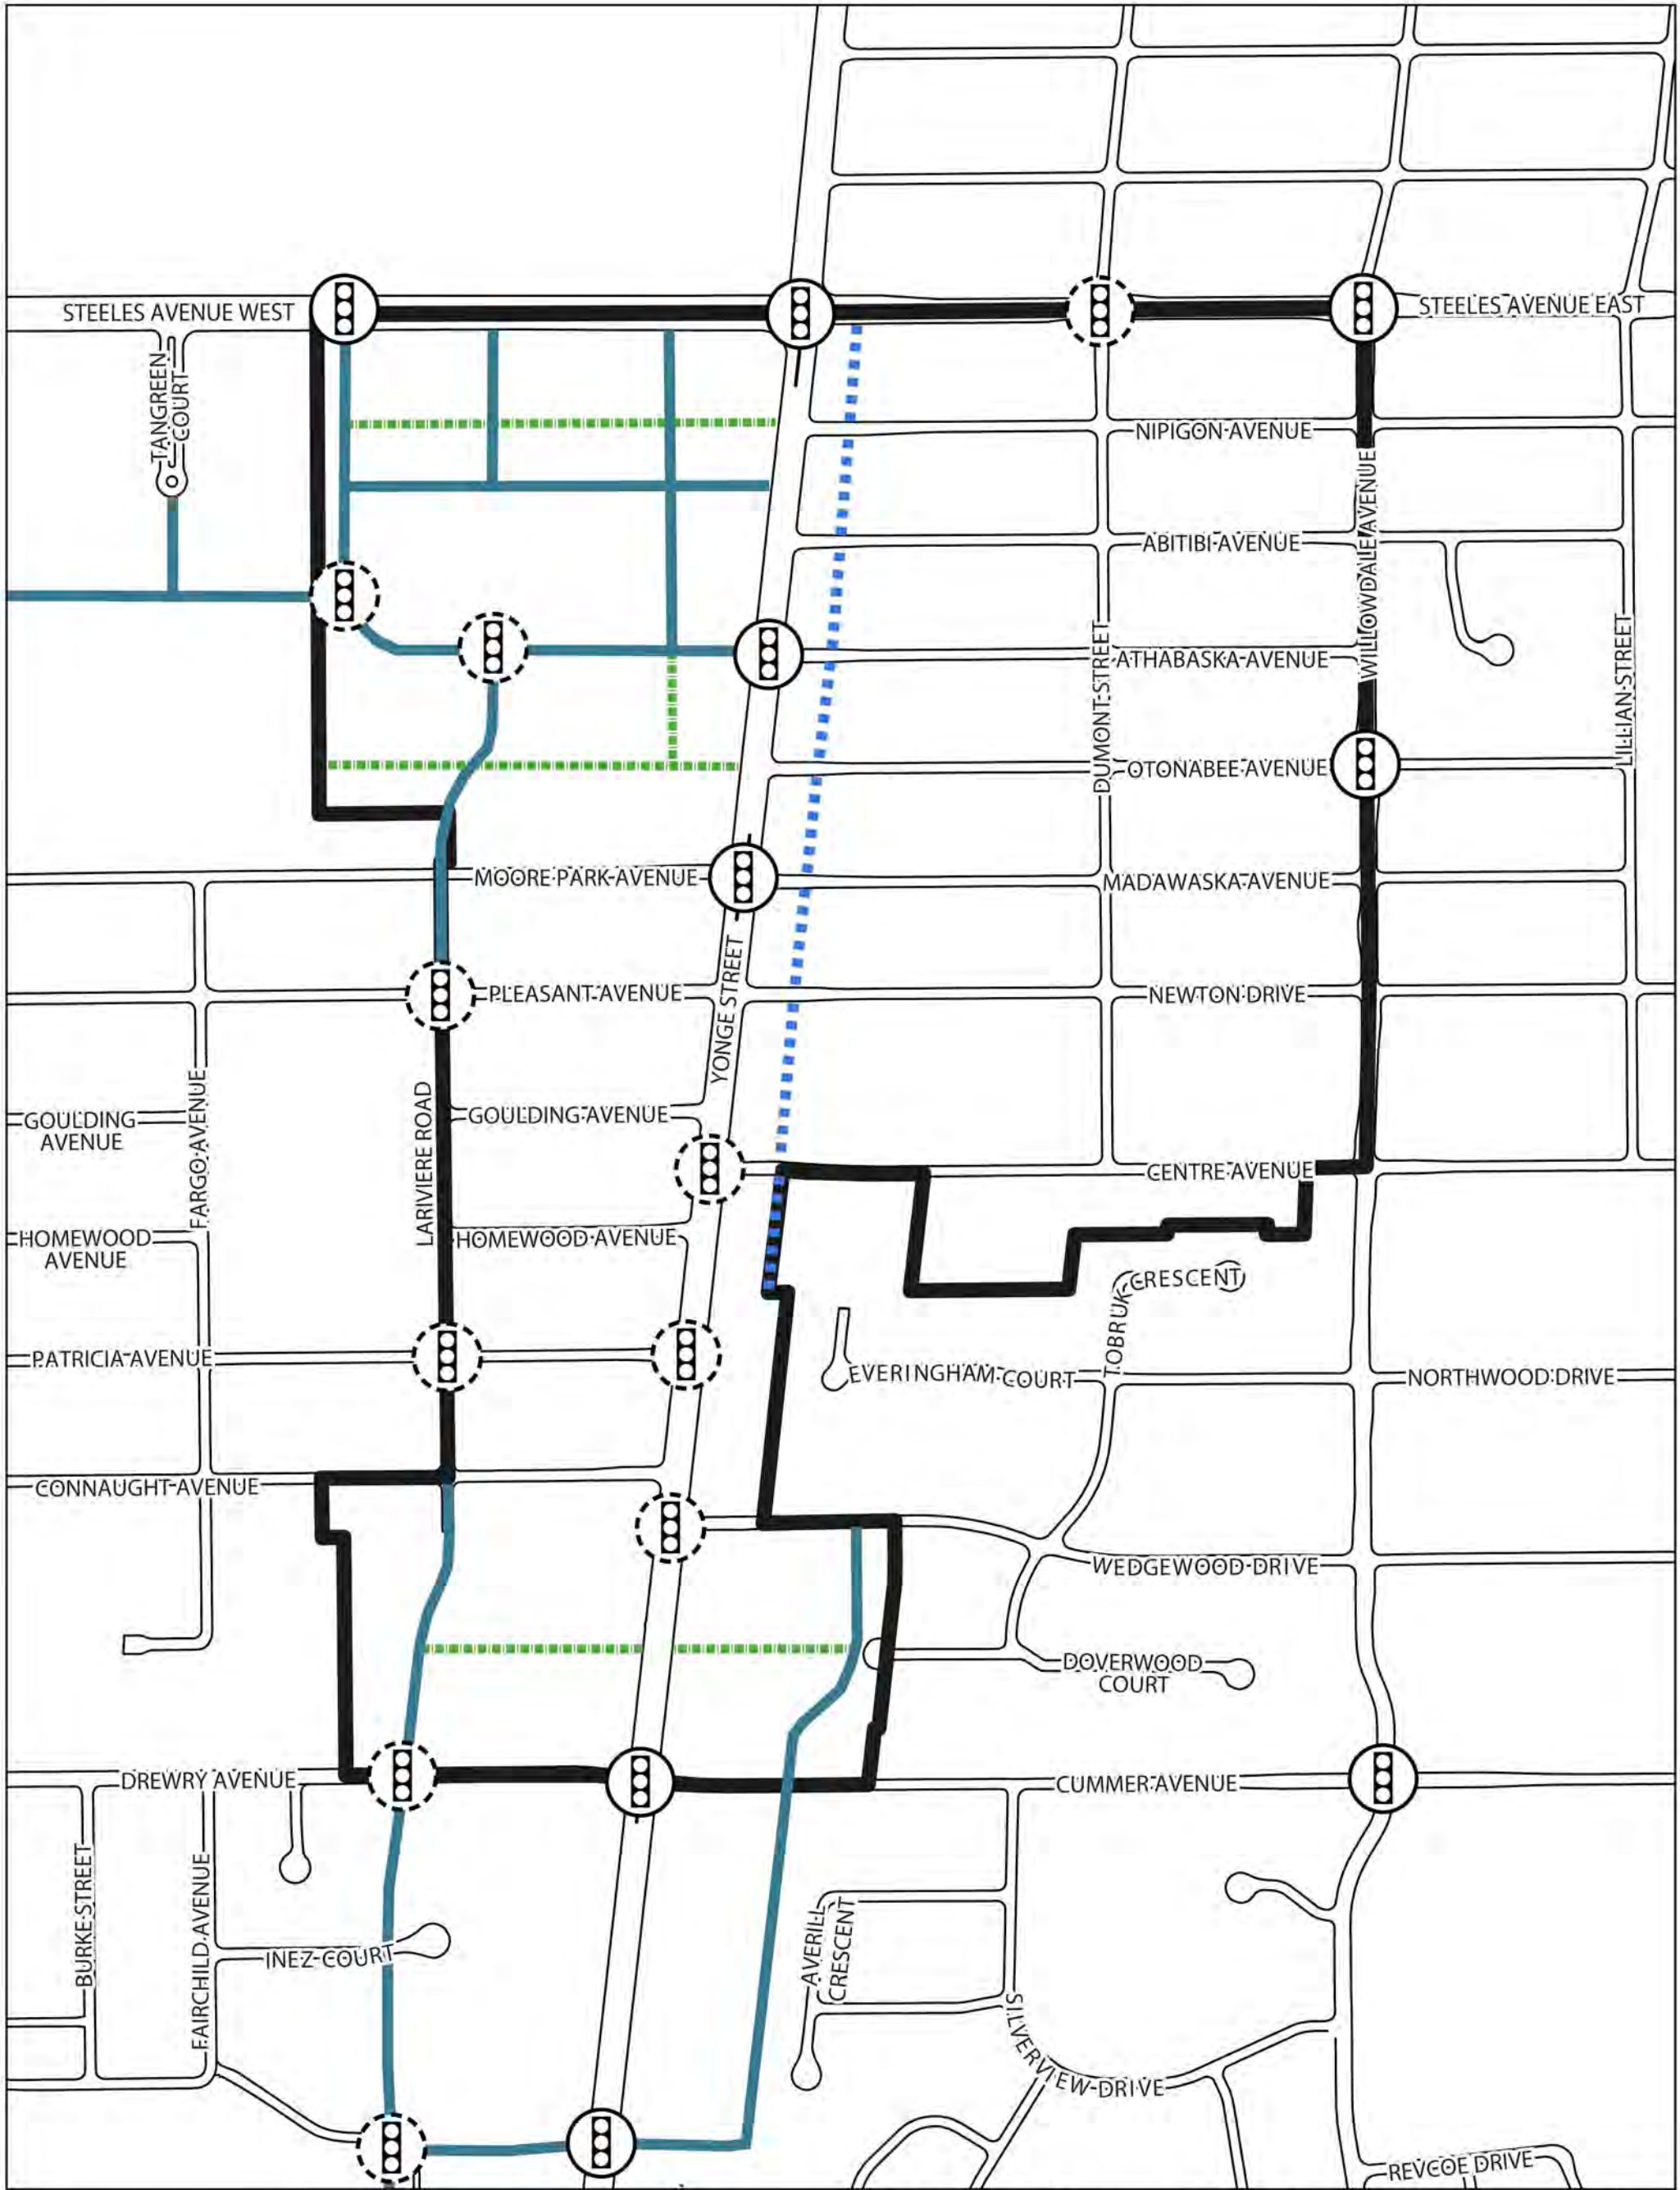 STEELES AVENUE WEST
STEELES AVENUE EAST
TANGREEN
COURT
NIPIGON AVENUE
WILLOWDALE AVENUE
ABITIBI AVENUE
ATHABASKA AVENUE
DUMONT STREET
LILLIAN STREET
OTONABEE AVENUE
MOORE PARK AVENUE
MADAWASKA AVENUE
YONGE STREET
PLEASANT AVENUE
NEWTON DRIVE
FARGO AVENUE
LARIVIERE ROAD
GOULDING
AVENUE
GOULDING AVENUE
CENTRE AVENUE
HOMEWOOD
AVENUE
HOMEWOOD AVENUE
TOBRUK
CRESCENT
PATRICIA AVENUE
EVERINGHAM COURT
NORTHWOOD DRIVE
CONNAUGHT AVENUE
WEDGEWOOD DRIVE
DOVERWOOD
COURT
DREWRY AVENUE
CUMMER AVENUE
BURKE STREET
FAIRCHILD AVENUE
INEZ COURT
AVERILL
CRESCENT
SILVERVIEW DRIVE
REVCOE DRIVE